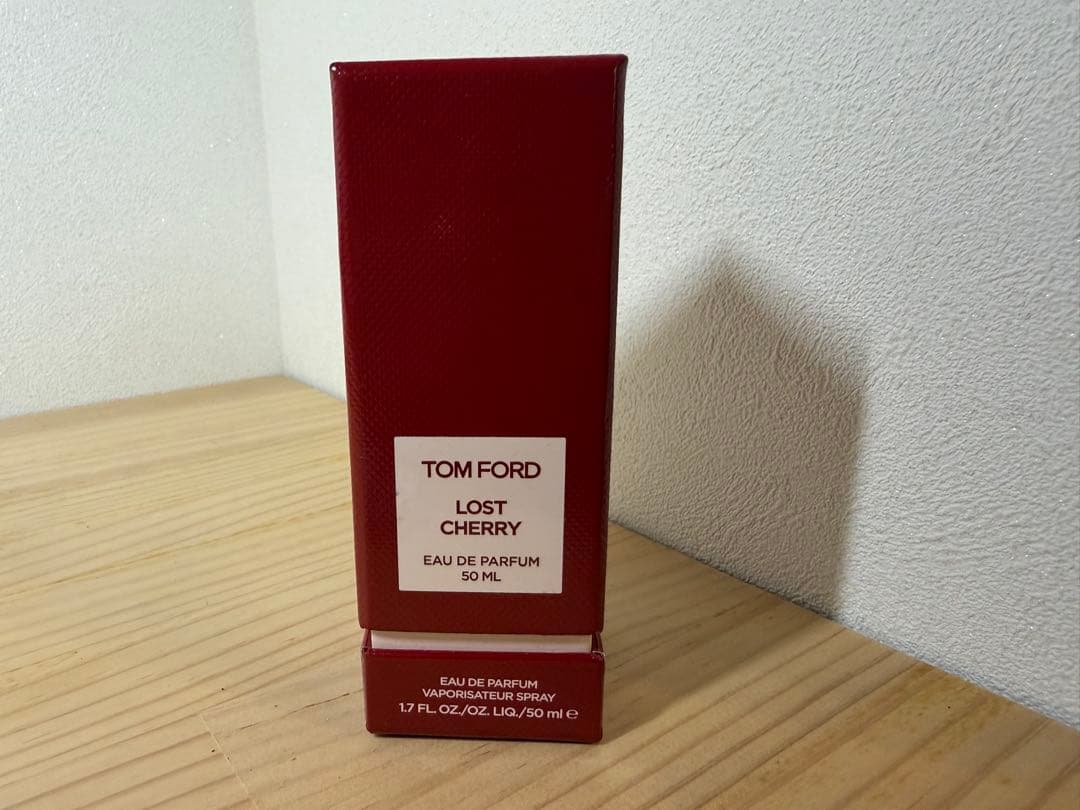 TOM FORD
LOST
CHERRY
EAU DE PARFUM
50 ML
EAU DE PARFUM
VAPORISATEUR SPRAY
1.7 FL. OZ./OZ. LIQ./50 ml ℮